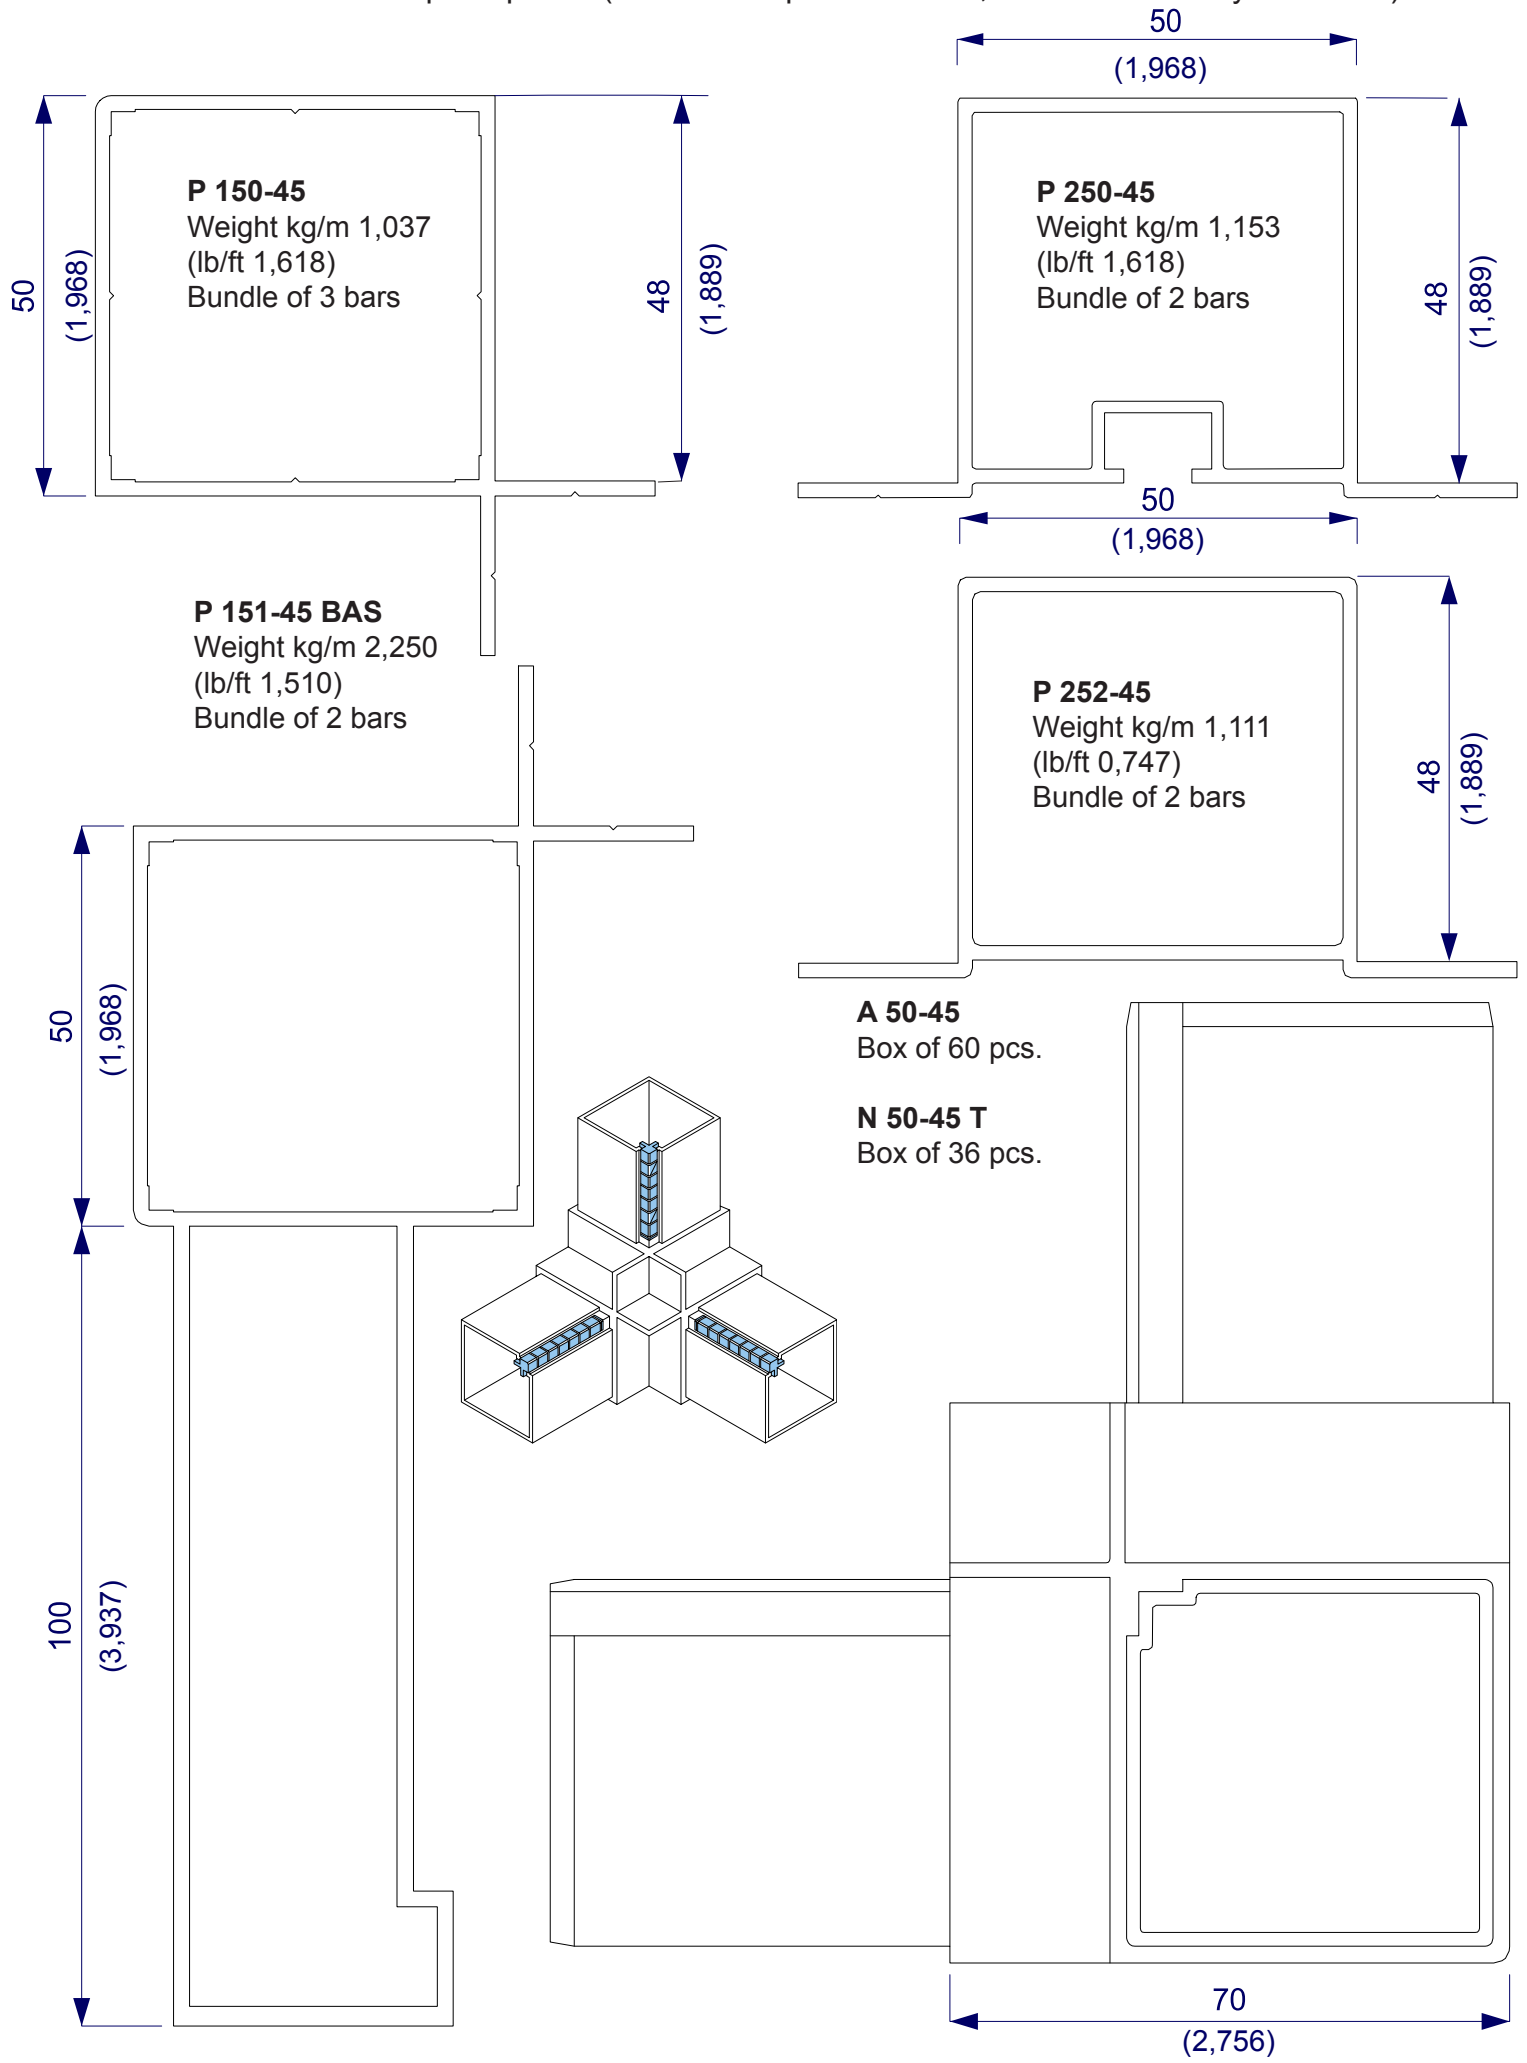 50
(1,968)
P 150-45
Weight kg/m 1,037
(lb/ft 1,618)
Bundle of 3 bars
50
(1,968)
48
(1,889)
P 250-45
Weight kg/m 1,153
(lb/ft 1,618)
Bundle of 2 bars
48
(1,889)
50
(1,968)
P 151-45 BAS
Weight kg/m 2,250
(lb/ft 1,510)
Bundle of 2 bars
P 252-45
Weight kg/m 1,111
(lb/ft 0,747)
Bundle of 2 bars
48
(1,889)
50
(1,968)
A 50-45
Box of 60 pcs.
N 50-45 T
Box of 36 pcs.
100
(3,937)
70
(2,756)